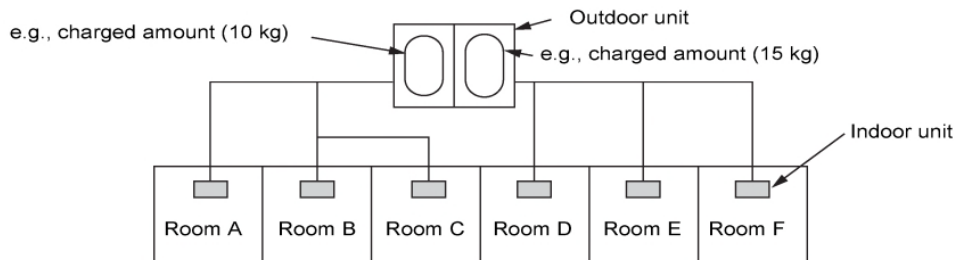 Outdoor unit
e.g., charged amount (10 kg)
e.g., charged amount (15 kg)
Indoor unit
Room A
Room B
Room C
Room D
Room E
Room F